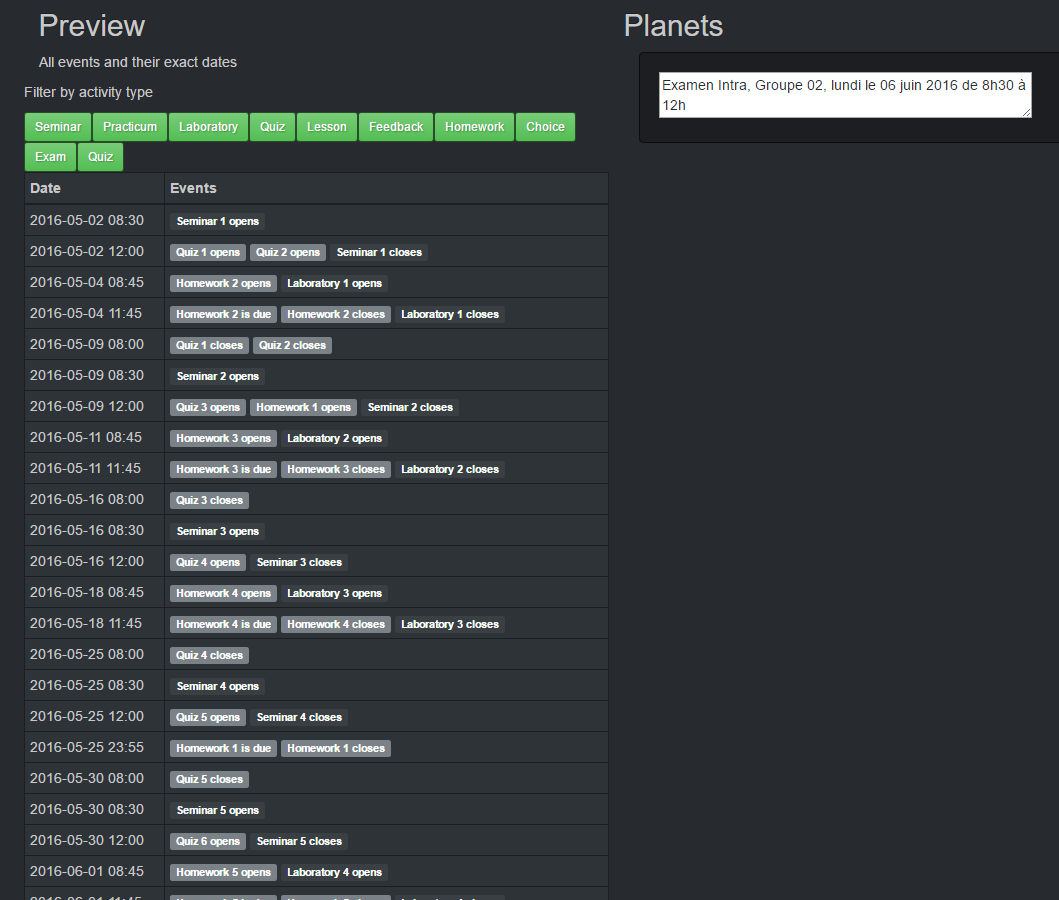 Preview
All events and their exact dates
Filter by activity type
Seminar Practicum Laboratory Quiz Lesson Feedback Homework Choice
Exam Quiz
Date Events
2016-05-02 08:30 Seminar 1 opens
2016-05-02 12:00 Quiz 1 opens Quiz 2 opens Seminar 1 closes
2016-05-04 08:45 Homework 2 opens Laboratory 1 opens
2016-05-04 11:45 Homework 2 is due Homework 2 closes Laboratory 1 closes
2016-05-09 08:00 Quiz 1 closes Quiz 2 closes
2016-05-09 08:30 Seminar 2 opens
2016-05-09 12:00 Quiz 3 opens Homework 1 opens Seminar 2 closes
2016-05-11 08:45 Homework 3 opens Laboratory 2 opens
2016-05-11 11:45 Homework 3 is due Homework 3 closes Laboratory 2 closes
2016-05-16 08:00 Quiz 3 closes
2016-05-16 08:30 Seminar 3 opens
2016-05-16 12:00 Quiz 4 opens Seminar 3 closes
2016-05-18 08:45 Homework 4 opens Laboratory 3 opens
2016-05-18 11:45 Homework 4 is due Homework 4 closes Laboratory 3 closes
2016-05-25 08:00 Quiz 4 closes
2016-05-25 08:30 Seminar 4 opens
2016-05-25 12:00 Quiz 5 opens Seminar 4 closes
2016-05-25 23:55 Homework 1 is due Homework 1 closes
2016-05-30 08:00 Quiz 5 closes
2016-05-30 08:30 Seminar 5 opens
2016-05-30 12:00 Quiz 6 opens Seminar 5 closes
2016-06-01 08:45 Homework 5 opens Laboratory 4 opens
Planets
Examen Intra, Groupe 02, lundi le 06 juin 2016 de 8h30 à
12h